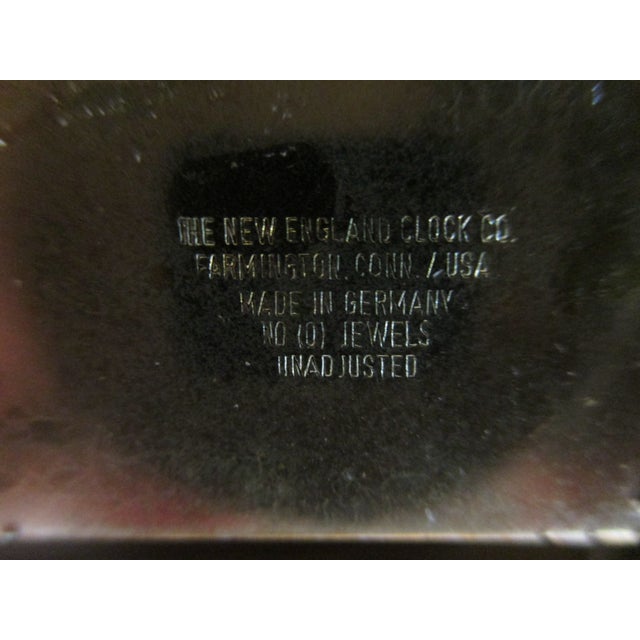 THE NEW ENGLAND CLOCK CO.
FARMINGTON, CONN. / USA
MADE IN GERMANY
NO (0) JEWELS
UNADJUSTED